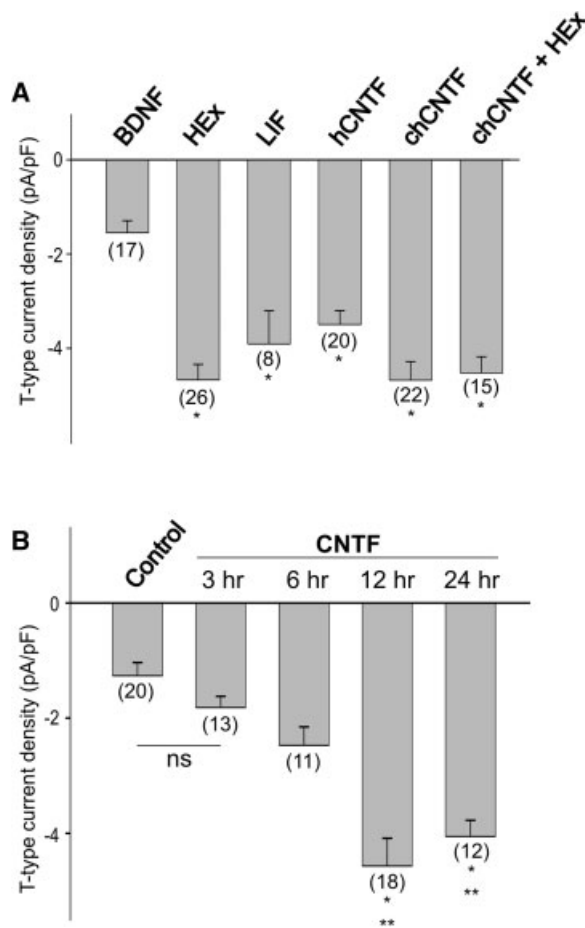 A
BDNF HEx LIF hCNTF chCNTF chCNTF + HEx
T-type current density (pA/pF)
0
-2
-4
(17)
(26)
*
(8)
*
(20)
*
(22)
*
(15)
*
B
Control
CNTF
3 hr 6 hr 12 hr 24 hr
T-type current density (pA/pF)
0
-2
-4
(20)
(13)
ns
(11)
(18)
*
**
(12)
*
**